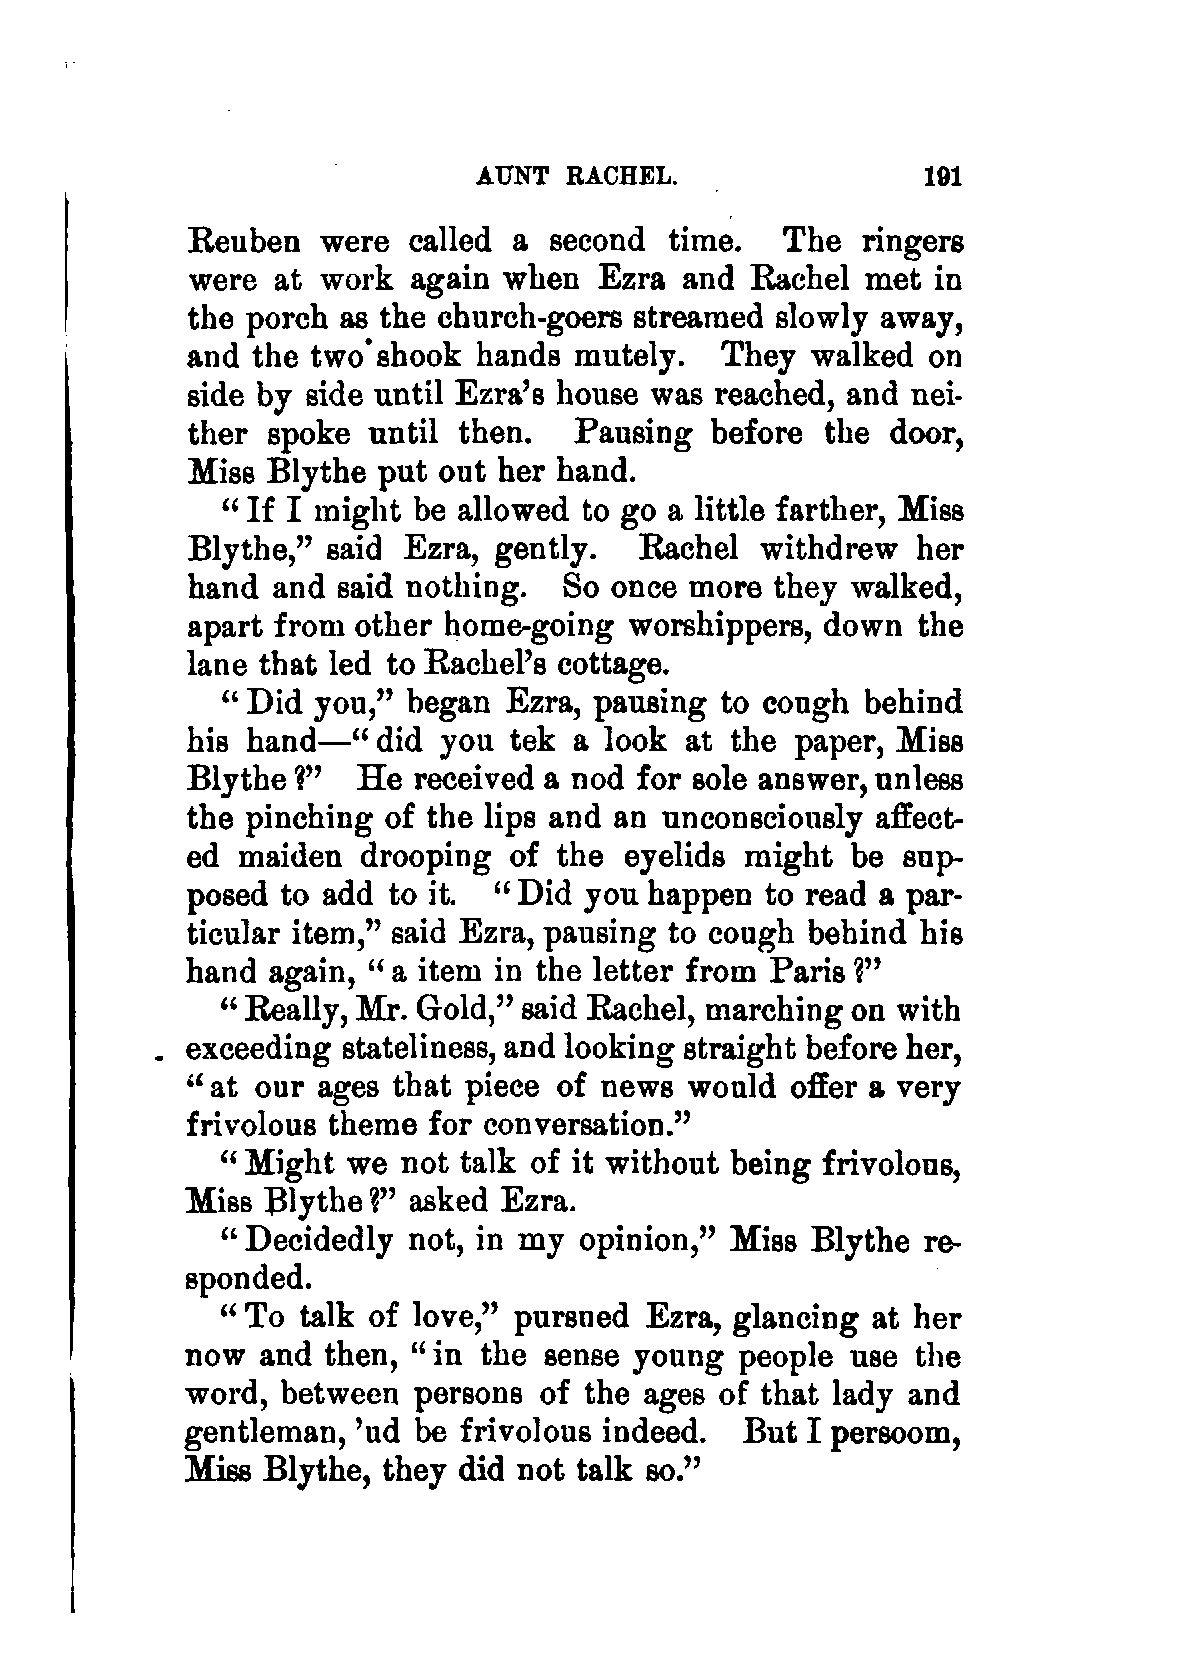 AUNT RACHEL. 191
Reuben were called a second time. The ringers
were at work again when Ezra and Rachel met in
the porch as the church-goers streamed slowly away,
and the two shook hands mutely. They walked on
side by side until Ezra's house was reached, and nei-
ther spoke until then. Pausing before the door,
Miss Blythe put out her hand.
“If I might be allowed to go a little farther, Miss
Blythe,” said Ezra, gently. Rachel withdrew her
hand and said nothing. So once more they walked,
apart from other home-going worshippers, down the
lane that led to Rachel's cottage.
“Did you,” began Ezra, pausing to cough behind
his hand—“did you tek a look at the paper, Miss
Blythe?” He received a nod for sole answer, unless
the pinching of the lips and an unconsciously affect-
ed maiden drooping of the eyelids might be sup-
posed to add to it. “Did you happen to read a par-
ticular item,” said Ezra, pausing to cough behind his
hand again, “a item in the letter from Paris?”
“Really, Mr. Gold,” said Rachel, marching on with
exceeding stateliness, and looking straight before her,
“at our ages that piece of news would offer a very
frivolous theme for conversation.”
“Might we not talk of it without being frivolous,
Miss Blythe?” asked Ezra.
“Decidedly not, in my opinion,” Miss Blythe re-
sponded.
“To talk of love,” pursued Ezra, glancing at her
now and then, “in the sense young people use the
word, between persons of the ages of that lady and
gentleman, 'ud be frivolous indeed. But I persoom,
Miss Blythe, they did not talk so.”